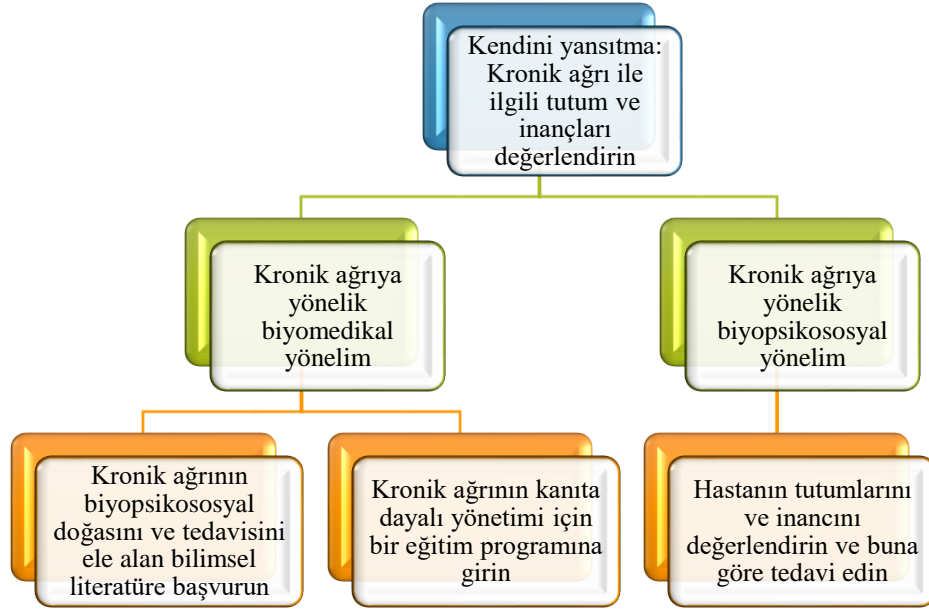 Kendini yansıtma:
Kronik ağrı ile
ilgili tutum ve
inançları
değerlendirin
Kronik ağrıya
yönelik
biyomedikal
yönelim
Kronik ağrıya
yönelik
biyopsikososyal
yönelim
Kronik ağrının
biyopsikososyal
doğasını ve tedavisini
ele alan bilimsel
literatüre başvurun
Kronik ağrının kanıta
dayalı yönetimi için
bir eğitim programına
girin
Hastanın tutumlarını
ve inancını
değerlendirin ve buna
göre tedavi edin